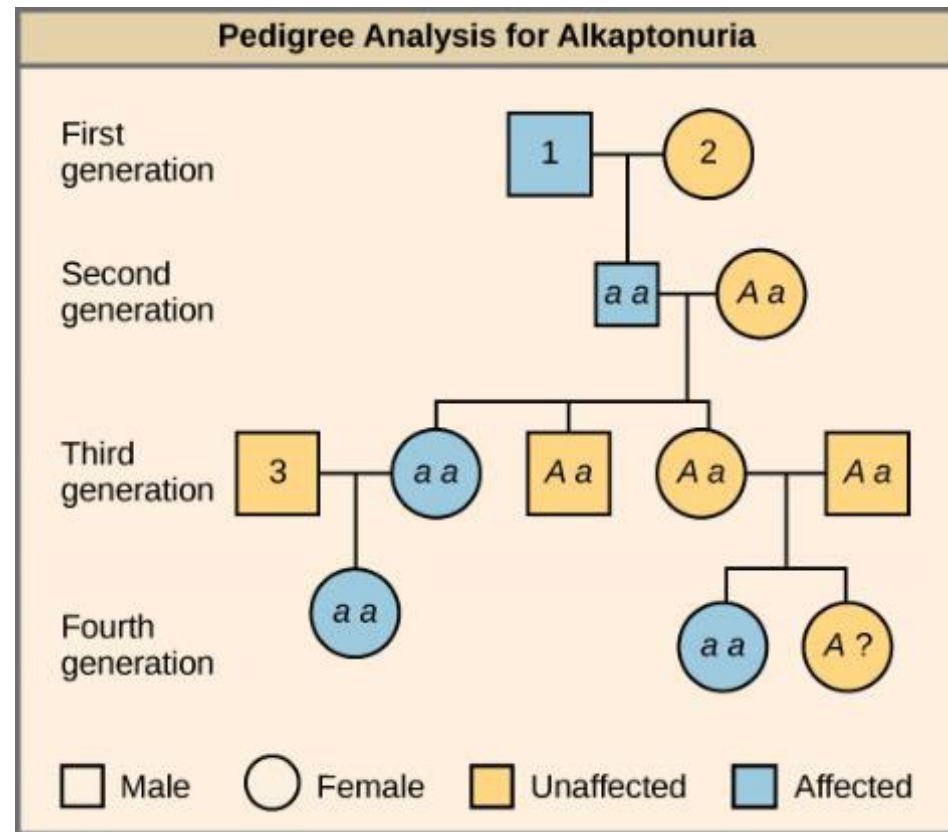 Pedigree Analysis for Alkaptonuria
First
generation
1
2
Second
generation
a a
A a
Third
generation
3
a a
A a
A a
A a
Fourth
generation
a a
a a
A ?
Male
Female
Unaffected
Affected